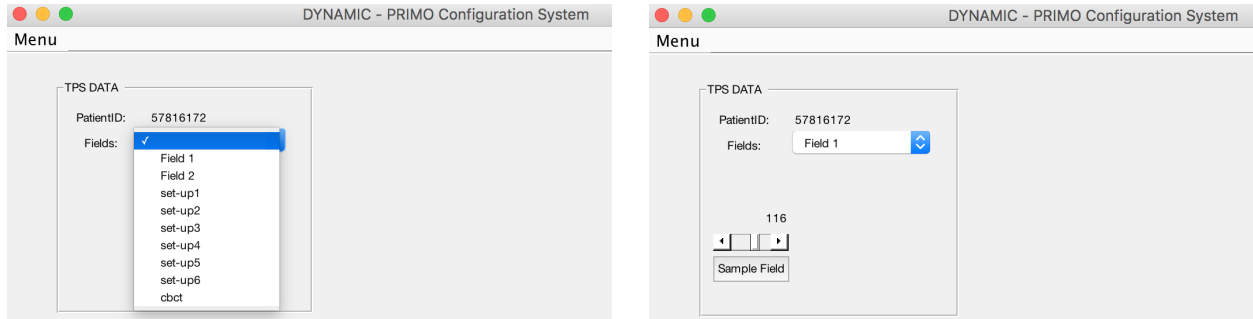 DYNAMIC - PRIMO Configuration System
Menu
TPS DATA
PatientID: 57816172
Fields: ✓
Field 1
Field 2
set-up1
set-up2
set-up3
set-up4
set-up5
set-up6
cbct
DYNAMIC - PRIMO Configuration System
Menu
TPS DATA
PatientID: 57816172
Fields: Field 1
116
Sample Field